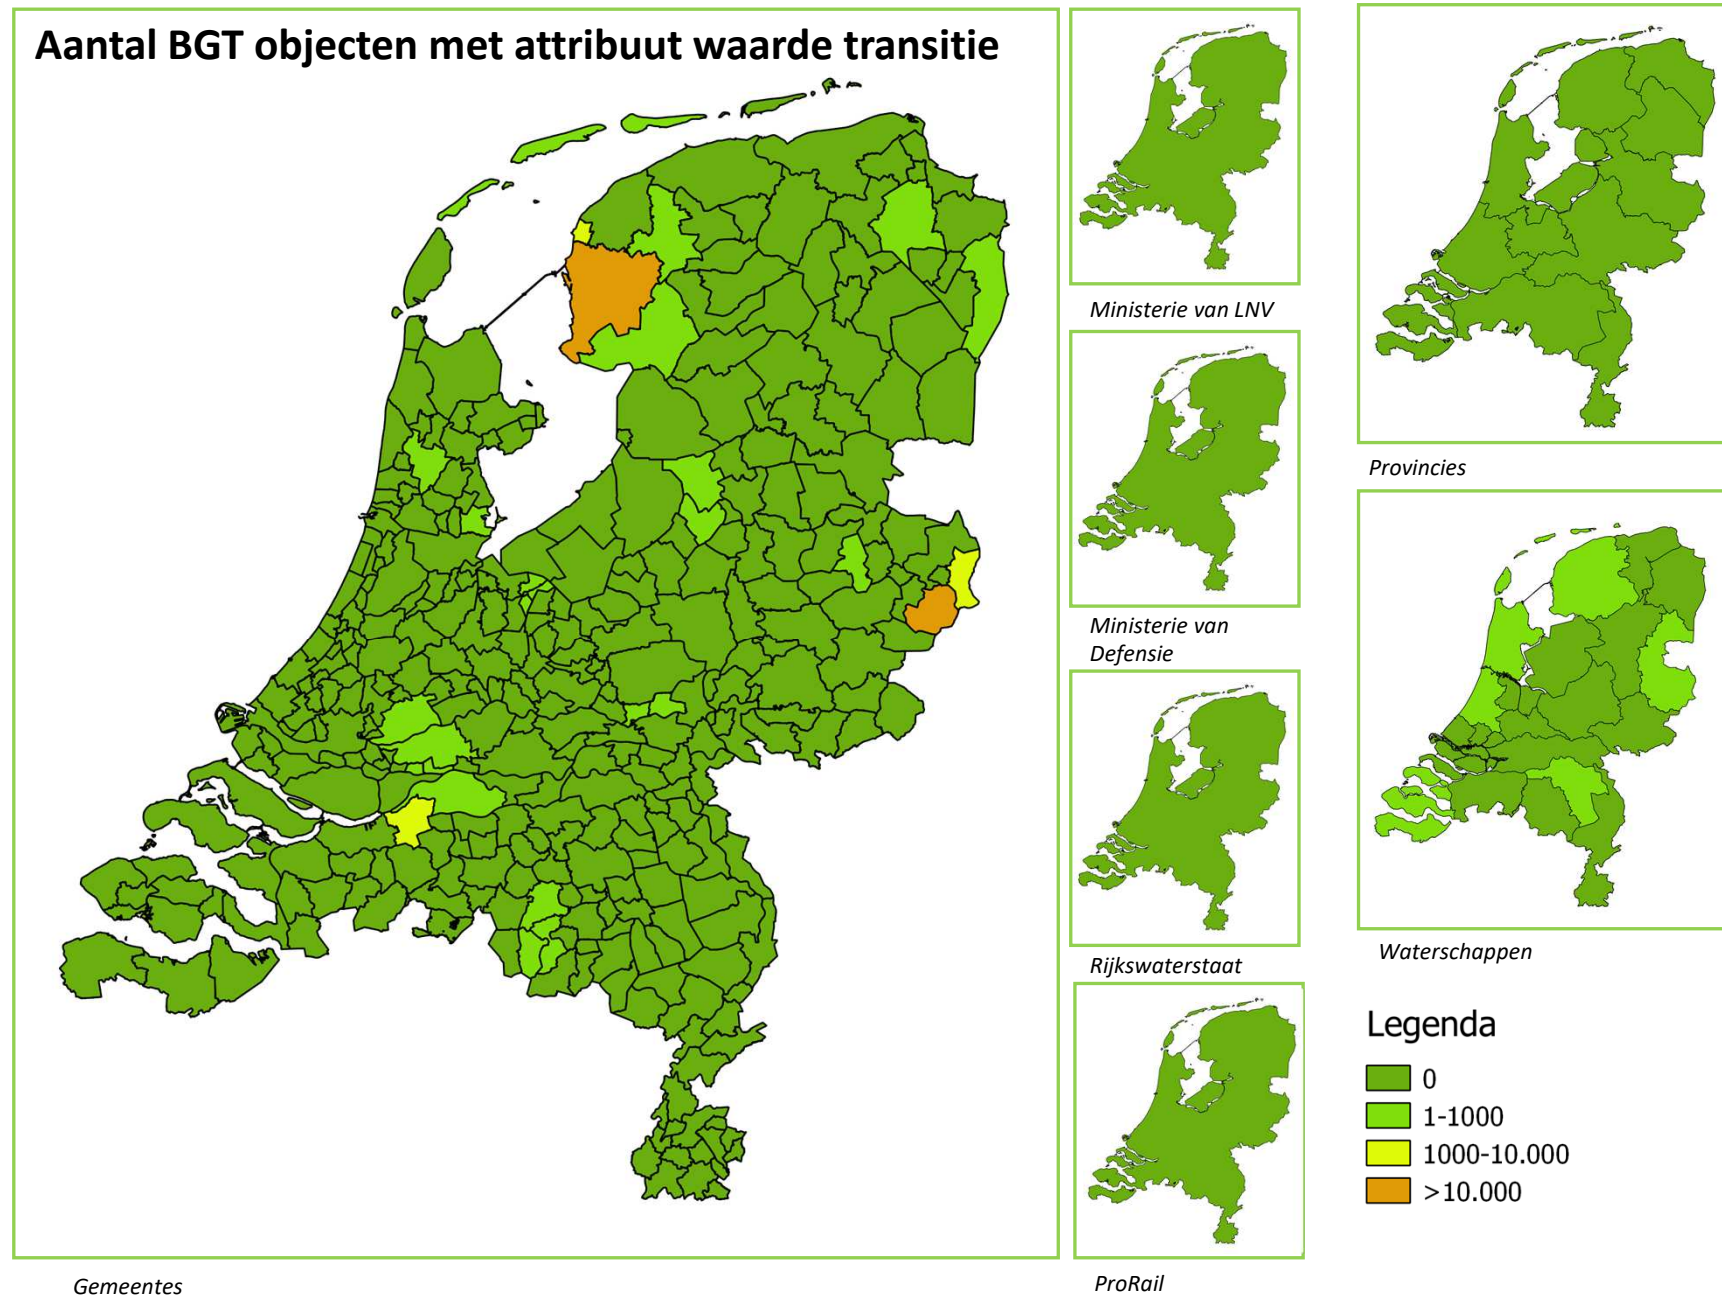 Aantal BGT objecten met attribuut waarde transitie
Gemeentes
Ministerie van LNV
Ministerie van
Defensie
Rijkswaterstaat
ProRail
Provincies
Waterschappen
Legenda
0
1-1000
1000-10.000
>10.000